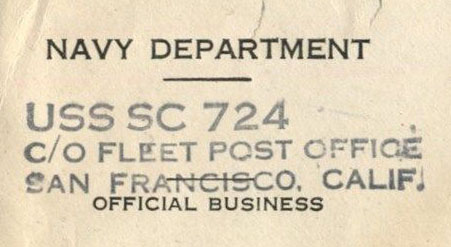 NAVY DEPARTMENT
USS SC 724
C/O FLEET POST OFFICE
SAN FRANCISCO, CALIF.
OFFICIAL BUSINESS